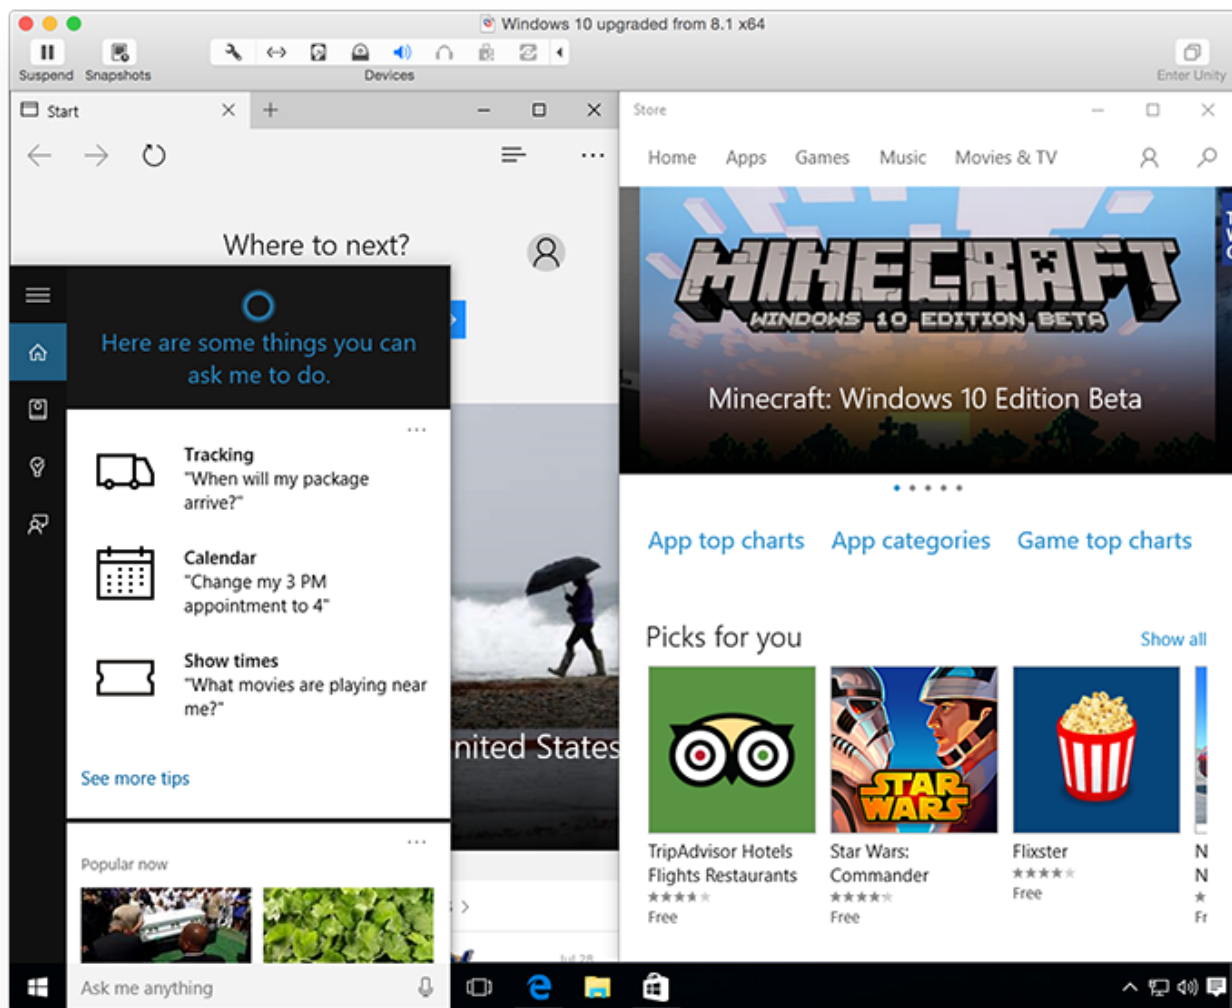 Windows 10 upgraded from 8.1 x64
Suspend
Snapshots
Devices
Enter Unity
Start
Where to next?
Here are some things you can
ask me to do.
Tracking
"When will my package
arrive?"
Calendar
"Change my 3 PM
appointment to 4"
Show times
"What movies are playing near
me?"
See more tips
Popular now
nited States
Jul 28
Ask me anything
Store
Home Apps Games Music Movies & TV
MINECRAFT
WINDOWS 10 EDITION BETA
Minecraft: Windows 10 Edition Beta
App top charts App categories Game top charts
Picks for you
Show all
STAR
WARS
TripAdvisor Hotels
Flights Restaurants
Free
Star Wars:
Commander
Free
Flixster
Free
N
N
Fr